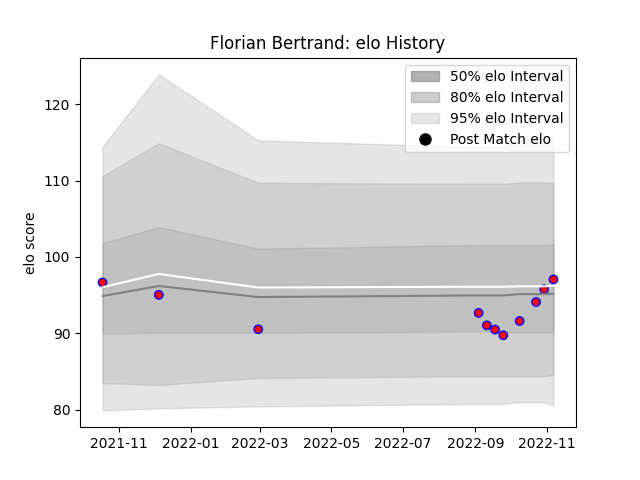 Florian Bertrand: elo History
50% elo Interval
80% elo Interval
95% elo Interval
Post Match elo
elo score
120
110
100
90
80
2021-11 2022-01 2022-03 2022-05 2022-07 2022-09 2022-11